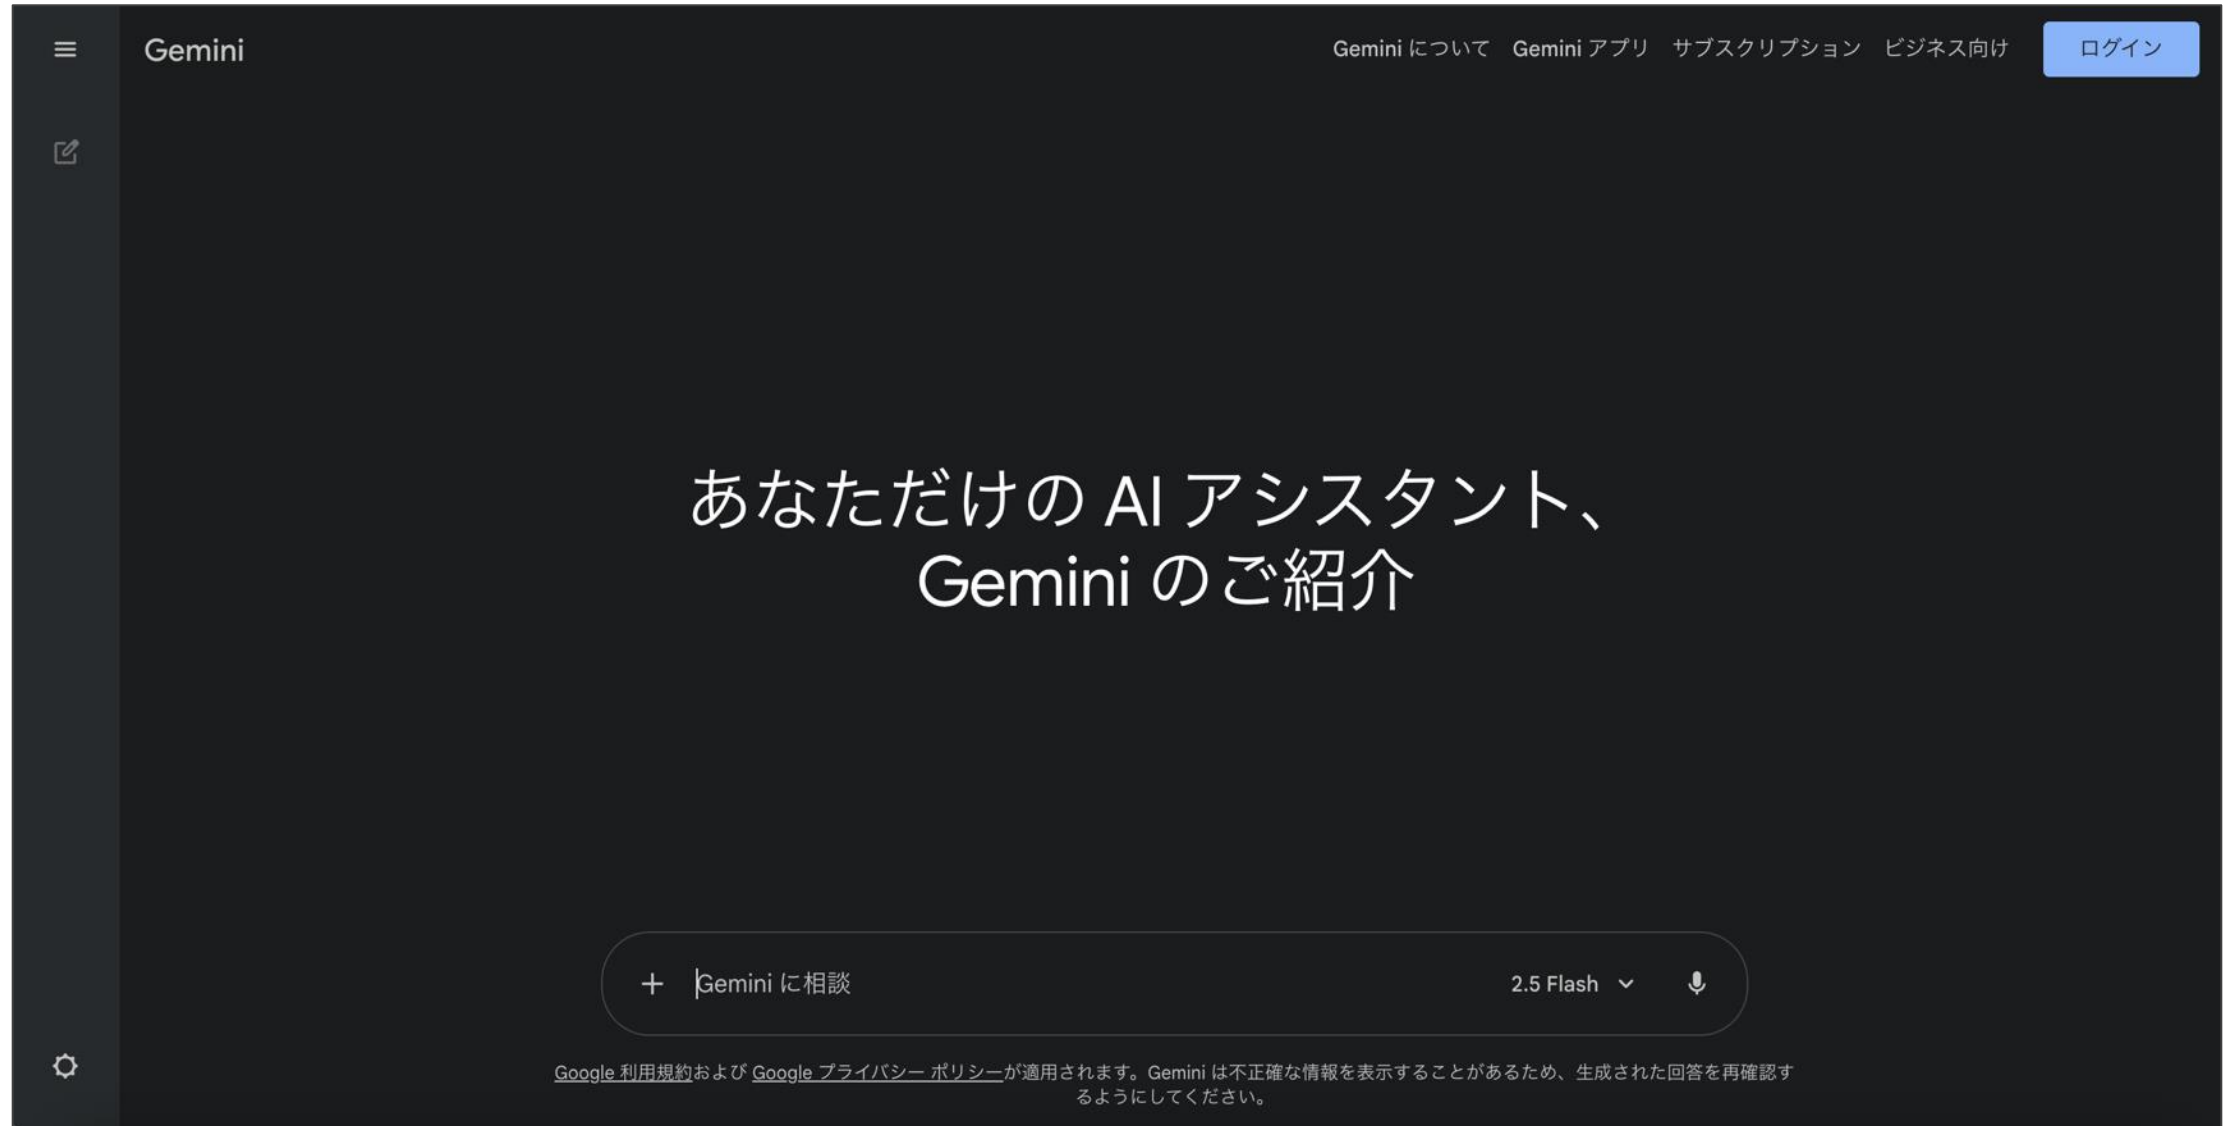 Gemini
Gemini について Gemini アプリ サブスクリプション ビジネス向け ログイン
あなただけの AI アシスタント、
Gemini のご紹介
Gemini に相談
2.5 Flash
Google 利用規約および Google プライバシー ポリシーが適用されます。Gemini は不正確な情報を表示することがあるため、生成された回答を再確認す
るようにしてください。